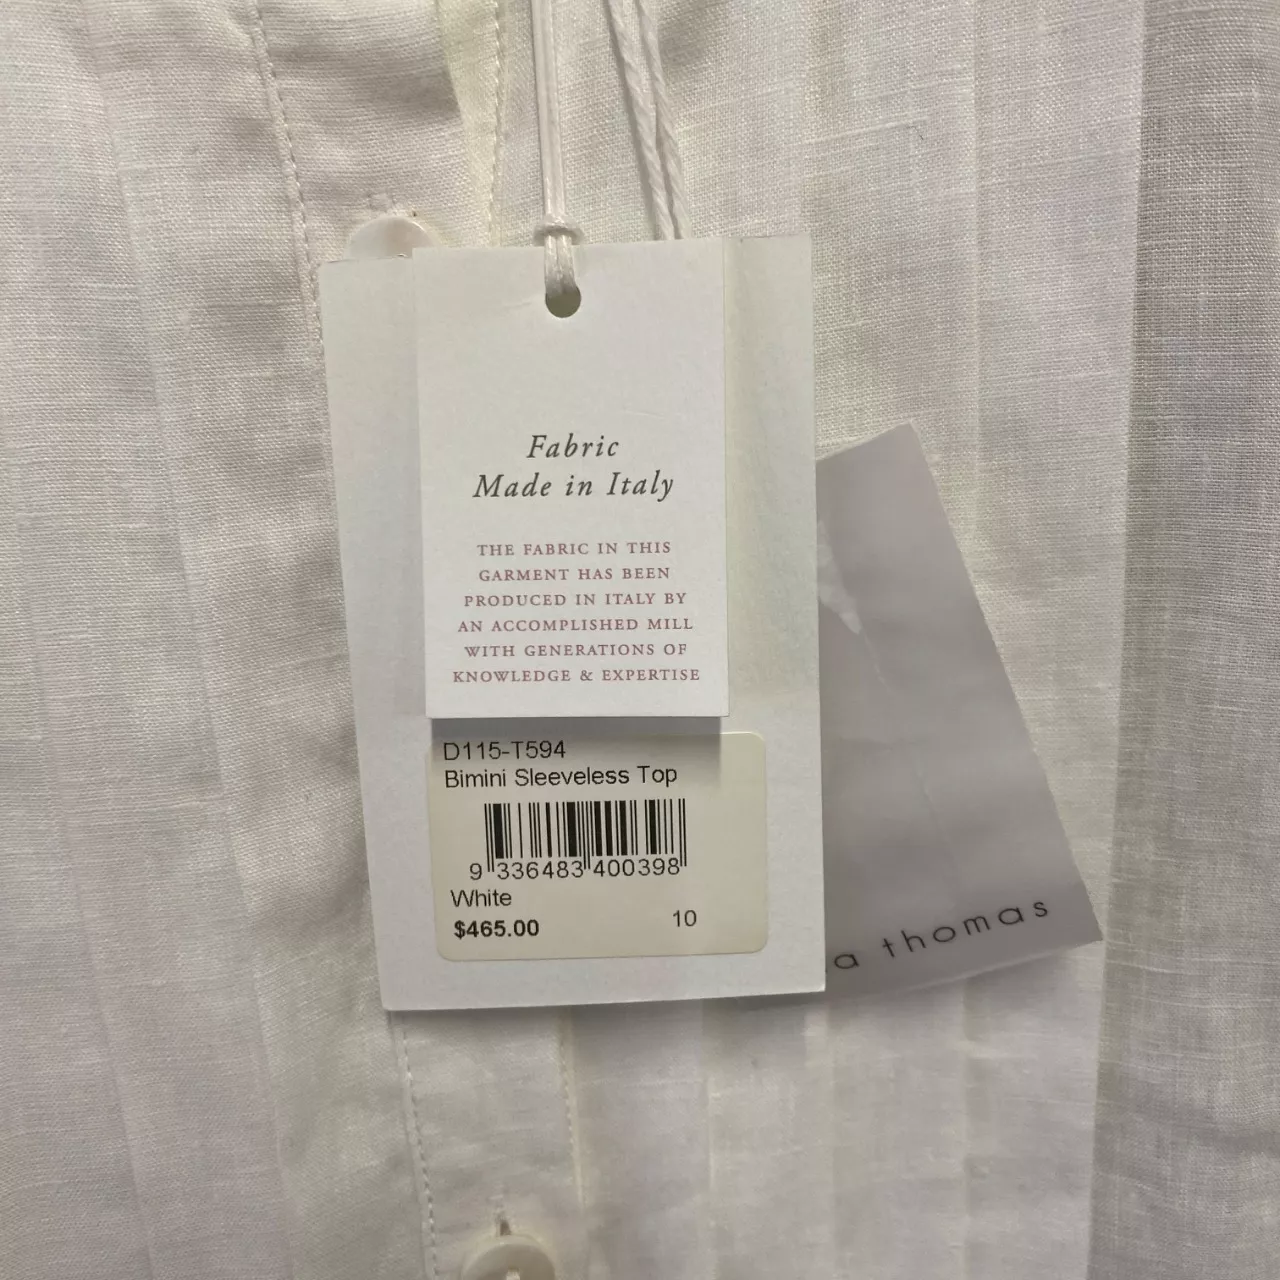 Fabric
Made in Italy
THE FABRIC IN THIS
GARMENT HAS BEEN
PRODUCED IN ITALY BY
AN ACCOMPLISHED MILL
WITH GENERATIONS OF
KNOWLEDGE & EXPERTISE
D115-T594
Bimini Sleeveless Top
9 336483 400398
White
$465.00 10
a thomas